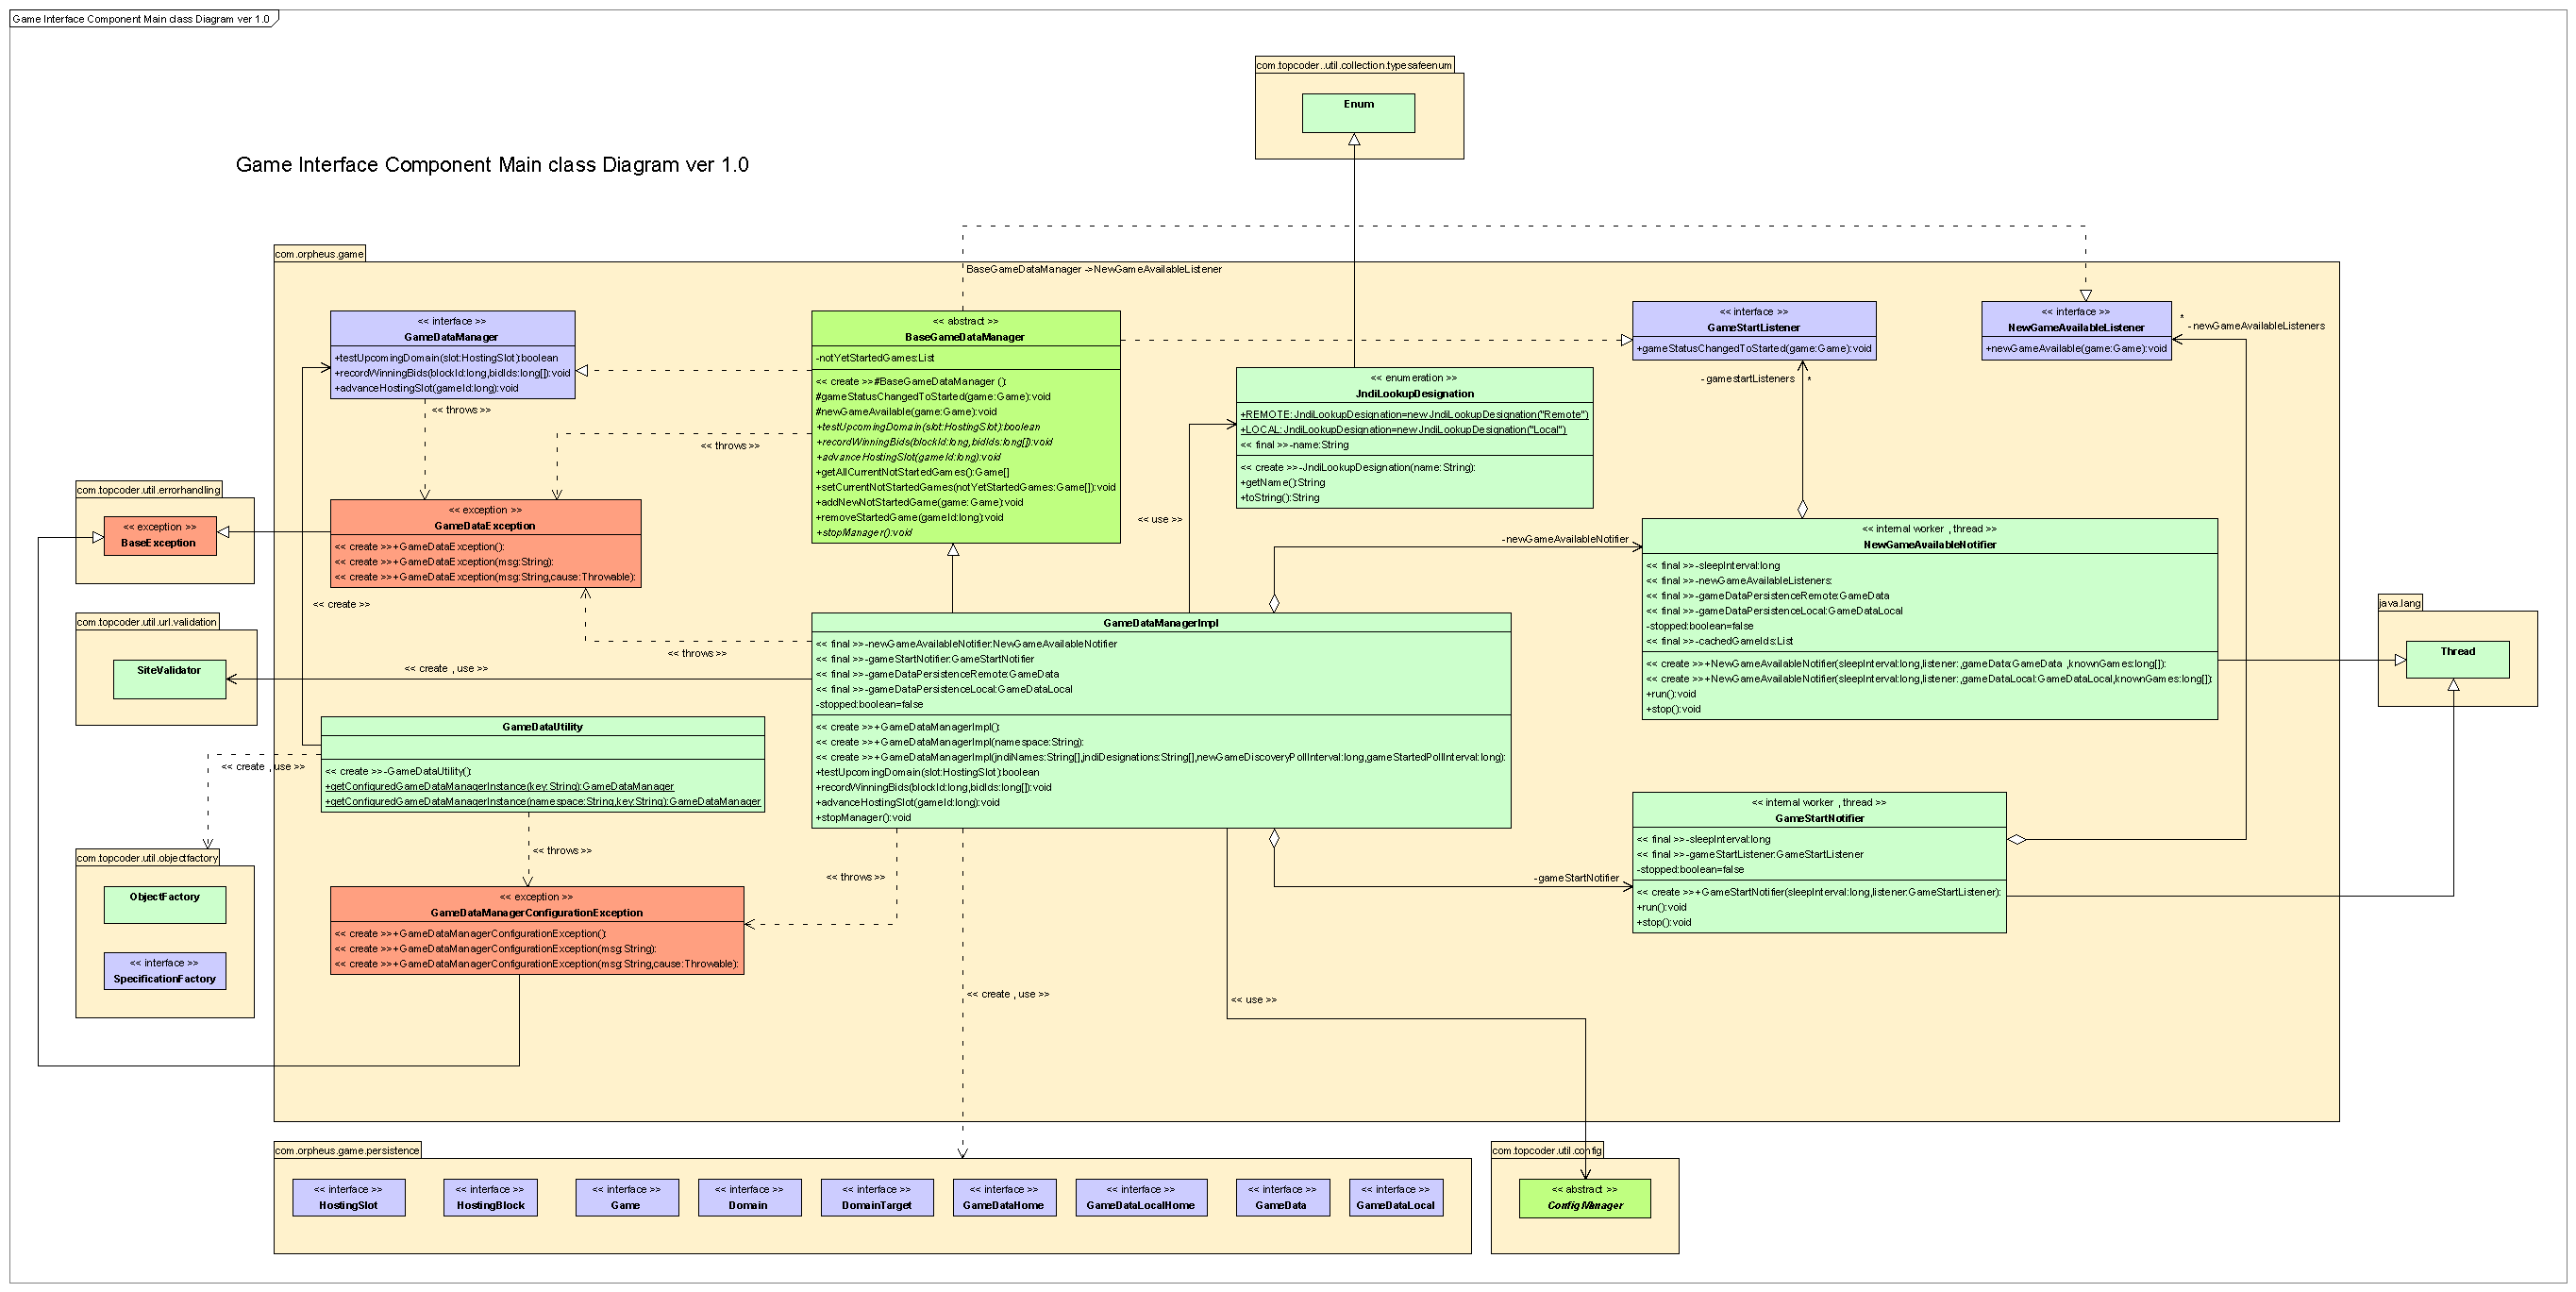 Game Interface Component Main class Diagram ver 1.0
com.topcoder..util.collection.typesafeenum
Enum
Game Interface Component Main class Diagram ver 1.0
com.orpheus.game
BaseGameDataManager ->NewGameAvailableListener
<< interface >>
GameDataManager
+testUpcomingDomain(slot:HostingSlot):boolean
+recordWinningBids(blockId:long,bidIds:long[]):void
+advanceHostingSlot(gameId:long):void
<< throws >>
<< abstract >>
BaseGameDataManager
-notYetStartedGames:List
<< create >>#BaseGameDataManager ():
#gameStatusChangedToStarted(game:Game):void
#newGameAvailable(game:Game):void
+testUpcomingDomain(slot:HostingSlot):boolean
+recordWinningBids(blockId:long,bidIds:long[]):void
+advanceHostingSlot(gameId:long):void
+getAllCurrentNotStartedGames():Game[]
+setCurrentNotStartedGames(notYetStartedGames:Game[]):void
+addNewNotStartedGame(game:Game):void
+removeStartedGame(gameId:long):void
+stopManager():void
<< throws >>
<< interface >>
GameStartListener
+gameStatusChangedToStarted(game:Game):void
<< interface >>
NewGameAvailableListener
+newGameAvailable(game:Game):void
*
-newGameAvailableListeners
-gamestartListeners
*
<< enumeration >>
JndiLookupDesignation
+REMOTE:JndiLookupDesignation=new JndiLookupDesignation("Remote")
+LOCAL:JndiLookupDesignation=new JndiLookupDesignation("Local")
<< final >>-name:String
<< create >>-JndiLookupDesignation(name:String):
+getName():String
+toString():String
<< use >>
com.topcoder.util.errorhandling
<< exception >>
BaseException
<< exception >>
GameDataException
<< create >>+GameDataException():
<< create >>+GameDataException(msg:String):
<< create >>+GameDataException(msg:String,cause:Throwable):
<< create >>
<< throws >>
-newGameAvailableNotifier
<< internal worker , thread >>
NewGameAvailableNotifier
<< final >>-sleepInterval:long
<< final >>-newGameAvailableListeners:
<< final >>-gameDataPersistenceRemote:GameData
<< final >>-gameDataPersistenceLocal:GameDataLocal
-stopped:boolean=false
<< final >>-cachedGameIds:List
<< create >>+NewGameAvailableNotifier(sleepInterval:long,listener:,gameData:GameData ,knownGames:long[]):
<< create >>+NewGameAvailableNotifier(sleepInterval:long,listener:,gameDataLocal:GameDataLocal,knownGames:long[]):
+run():void
+stop():void
java.lang
Thread
com.topcoder.util.url.validation
SiteValidator
<< create , use >>
GameDataManagerImpl
<< final >>-newGameAvailableNotifier:NewGameAvailableNotifier
<< final >>-gameStartNotifier:GameStartNotifier
<< final >>-gameDataPersistenceRemote:GameData
<< final >>-gameDataPersistenceLocal:GameDataLocal
-stopped:boolean=false
<< create >>+GameDataManagerImpl():
<< create >>+GameDataManagerImpl(namespace:String):
<< create >>+GameDataManagerImpl(jndiNames:String[],jndiDesignations:String[],newGameDiscoveryPollInterval:long,gameStartedPollInterval:long):
+testUpcomingDomain(slot:HostingSlot):boolean
+recordWinningBids(blockId:long,bidIds:long[]):void
+advanceHostingSlot(gameId:long):void
+stopManager():void
GameDataUtility
<< create >>-GameDataUtility():
+getConfiguredGameDataManagerInstance(key:String):GameDataManager
+getConfiguredGameDataManagerInstance(namespace:String,key:String):GameDataManager
<< create , use >>
<< throws >>
<< throws >>
com.topcoder.util.objectfactory
ObjectFactory
<< interface >>
SpecificationFactory
<< exception >>
GameDataManagerConfigurationException
<< create >>+GameDataManagerConfigurationException():
<< create >>+GameDataManagerConfigurationException(msg:String):
<< create >>+GameDataManagerConfigurationException(msg:String,cause:Throwable):
-gameStartNotifier
<< internal worker , thread >>
GameStartNotifier
<< final >>-sleepInterval:long
<< final >>-gameStartListener:GameStartListener
-stopped:boolean=false
<< create >>+GameStartNotifier(sleepInterval:long,listener:GameStartListener):
+run():void
+stop():void
<< create , use >>
<< use >>
com.orpheus.game.persistence
<< interface >>
HostingSlot
<< interface >>
HostingBlock
<< interface >>
Game
<< interface >>
Domain
<< interface >>
DomainTarget
<< interface >>
GameDataHome
<< interface >>
GameDataLocalHome
<< interface >>
GameData
<< interface >>
GameDataLocal
com.topcoder.util.config
<< abstract >>
ConfigManager